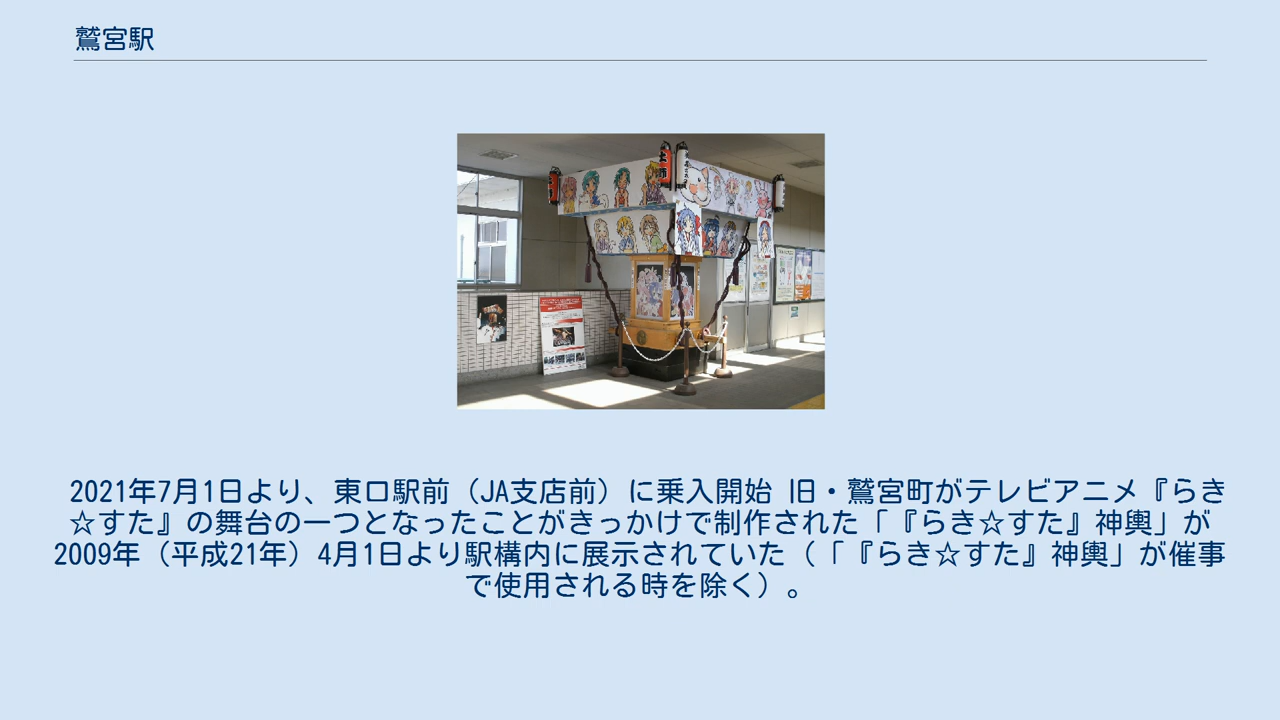 鷲宮駅
2021年7月1日より、東口駅前（JA支店前）に乗入開始 旧・鷲宮町がテレビアニメ『らき
☆すた』の舞台の一つとなったことがきっかけで制作された「『らき☆すた』神輿」が
2009年（平成21年）4月1日より駅構内に展示されていた（「『らき☆すた』神輿」が催事
で使用される時を除く）。